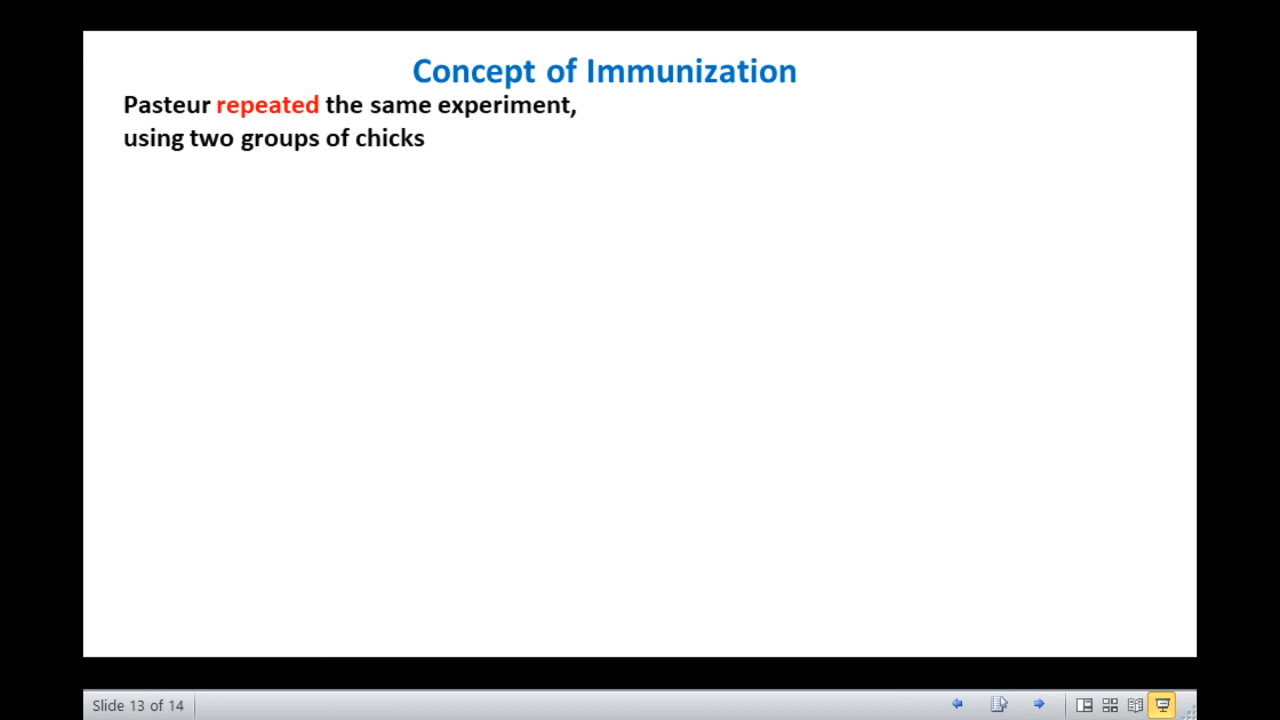 Concept of Immunization
Pasteur repeated the same experiment,
using two groups of chicks
Slide 13 of 14